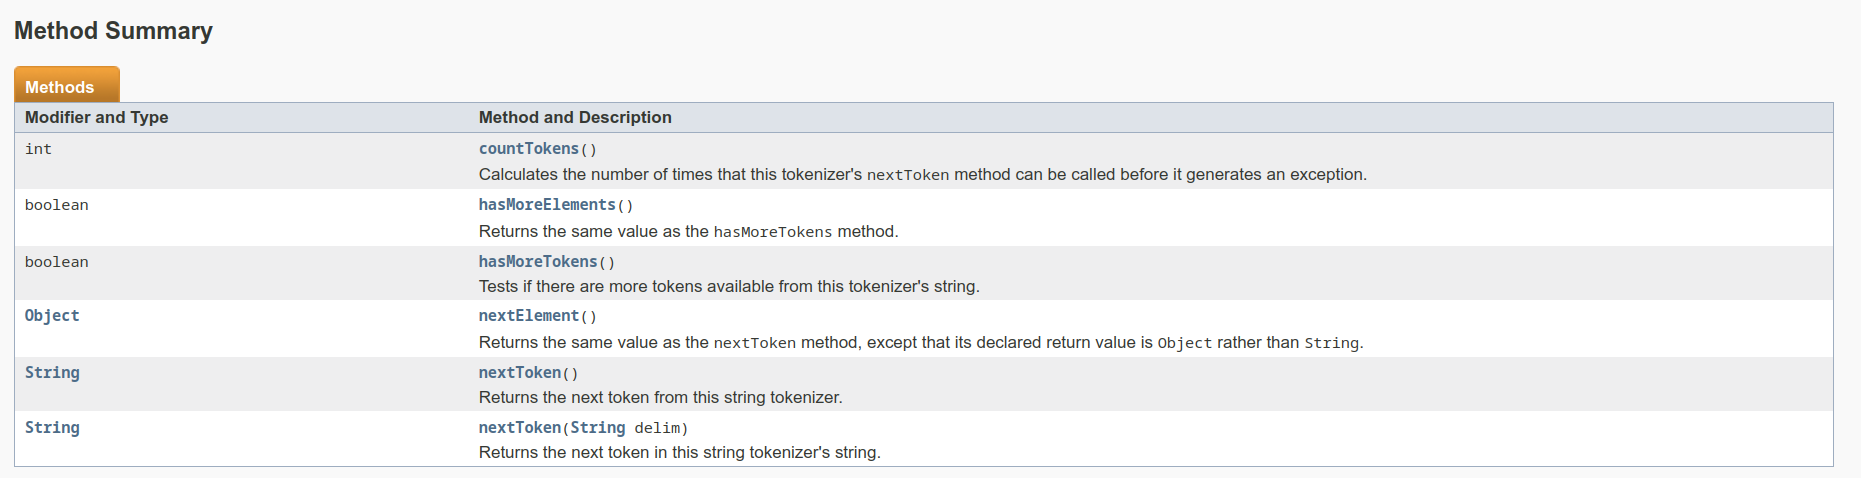 Method Summary
Methods
Modifier and Type Method and Description
int countTokens()
Calculates the number of times that this tokenizer's nextToken method can be called before it generates an exception.
boolean hasMoreElements()
Returns the same value as the hasMoreTokens method.
boolean hasMoreTokens()
Tests if there are more tokens available from this tokenizer's string.
Object nextElement()
Returns the same value as the nextToken method, except that its declared return value is Object rather than String.
String nextToken()
Returns the next token from this string tokenizer.
String nextToken(String delim)
Returns the next token in this string tokenizer's string.